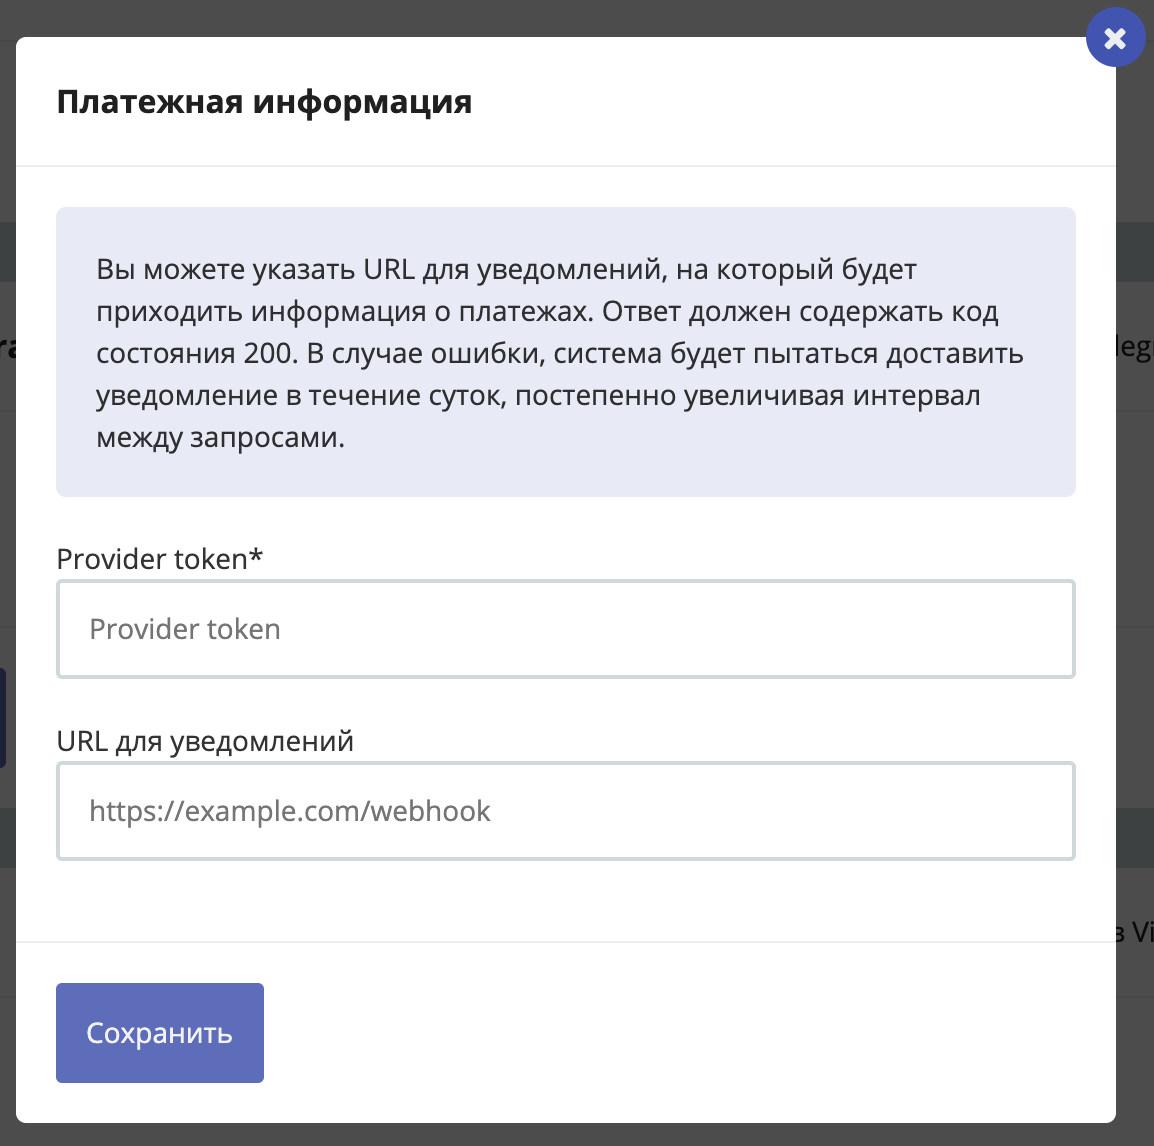 Платежная информация
Вы можете указать URL для уведомлений, на который будет
приходить информация о платежах. Ответ должен содержать код
состояния 200. В случае ошибки, система будет пытаться доставить
уведомление в течение суток, постепенно увеличивая интервал
между запросами.
Provider token*
Provider token
URL для уведомлений
https://example.com/webhook
Сохранить